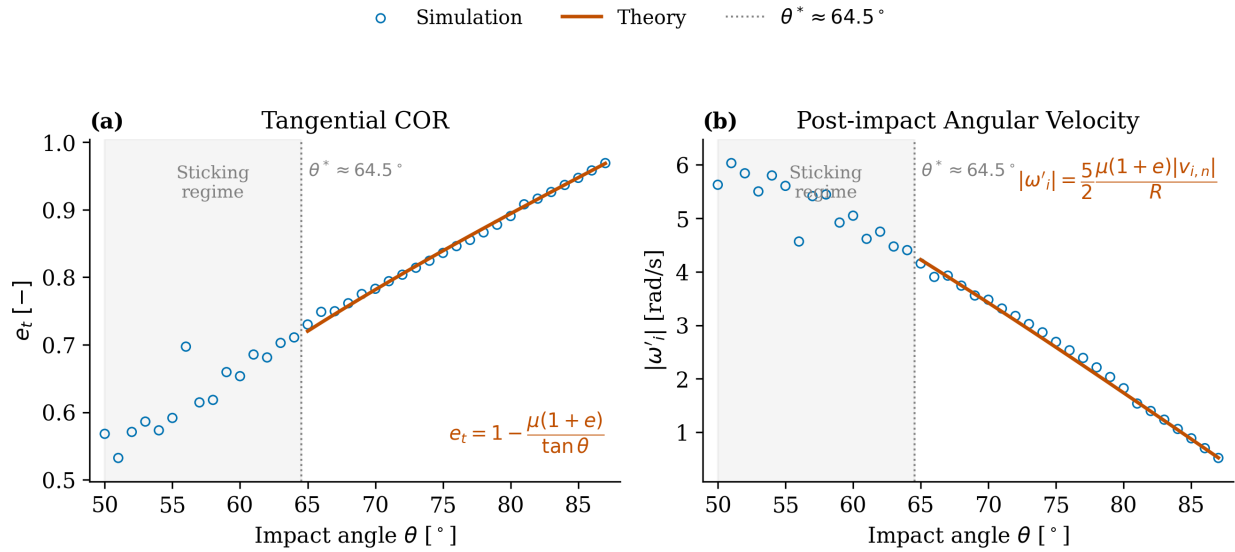 Simulation
Theory
θ* ≈ 64.5°
(a)
Tangential COR
Sticking
regime
θ* ≈ 64.5°
e_t = 1 − μ(1 + e)/tan θ
e_t [−]
1.0
0.9
0.8
0.7
0.6
0.5
50 55 60 65 70 75 80 85
Impact angle θ [°]
(b)
Post-impact Angular Velocity
Sticking
regime
θ* ≈ 64.5°
|ω′_i| = 5/2 μ(1 + e)|v_{i,n}|/R
|ω′_i| [rad/s]
6
5
4
3
2
1
50 55 60 65 70 75 80 85
Impact angle θ [°]